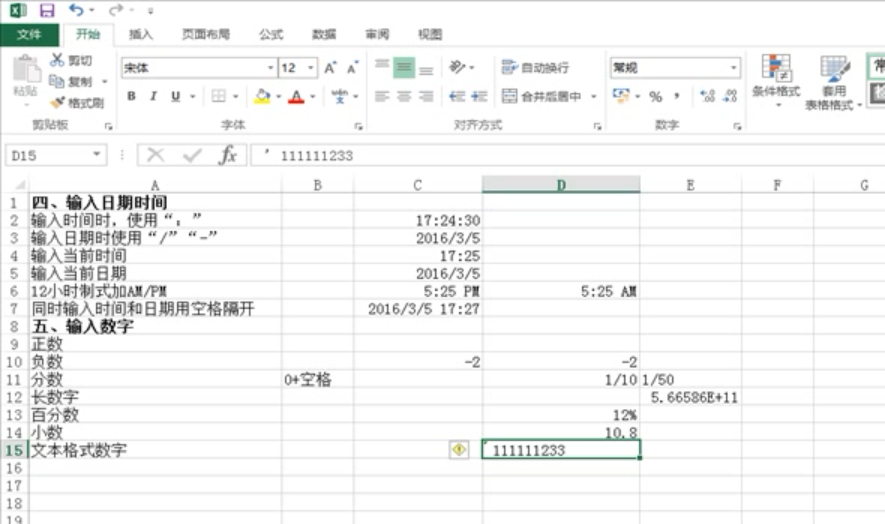 文件 开始 插入 页面布局 公式 数据 审阅 视图
剪切
复制
格式刷
粘贴
宋体 12 A A
B I U A wén
自动换行
合并后居中
常规
% ,
条件格式 套用
表格格式
常
剪贴板 字体 对齐方式 数字
D15 fx ' 111111233
A B C D E F G
1 四、输入日期时间
2 输入时间时,使用“:” 17:24:30
3 输入日期时使用“/”“-” 2016/3/5
4 输入当前时间 17:25
5 输入当前日期 2016/3/5
6 12小时制式加AM/PM 5:25 PM 5:25 AM
7 同时输入时间和日期用空格隔开 2016/3/5 17:27
8 五、输入数字
9 正数
10 负数 -2 -2
11 分数 0+空格 1/10 1/50
12 长数字 5.66586E+11
13 百分数 12%
14 小数 10.8
15 文本格式数字 ' 111111233
16
17
18
19